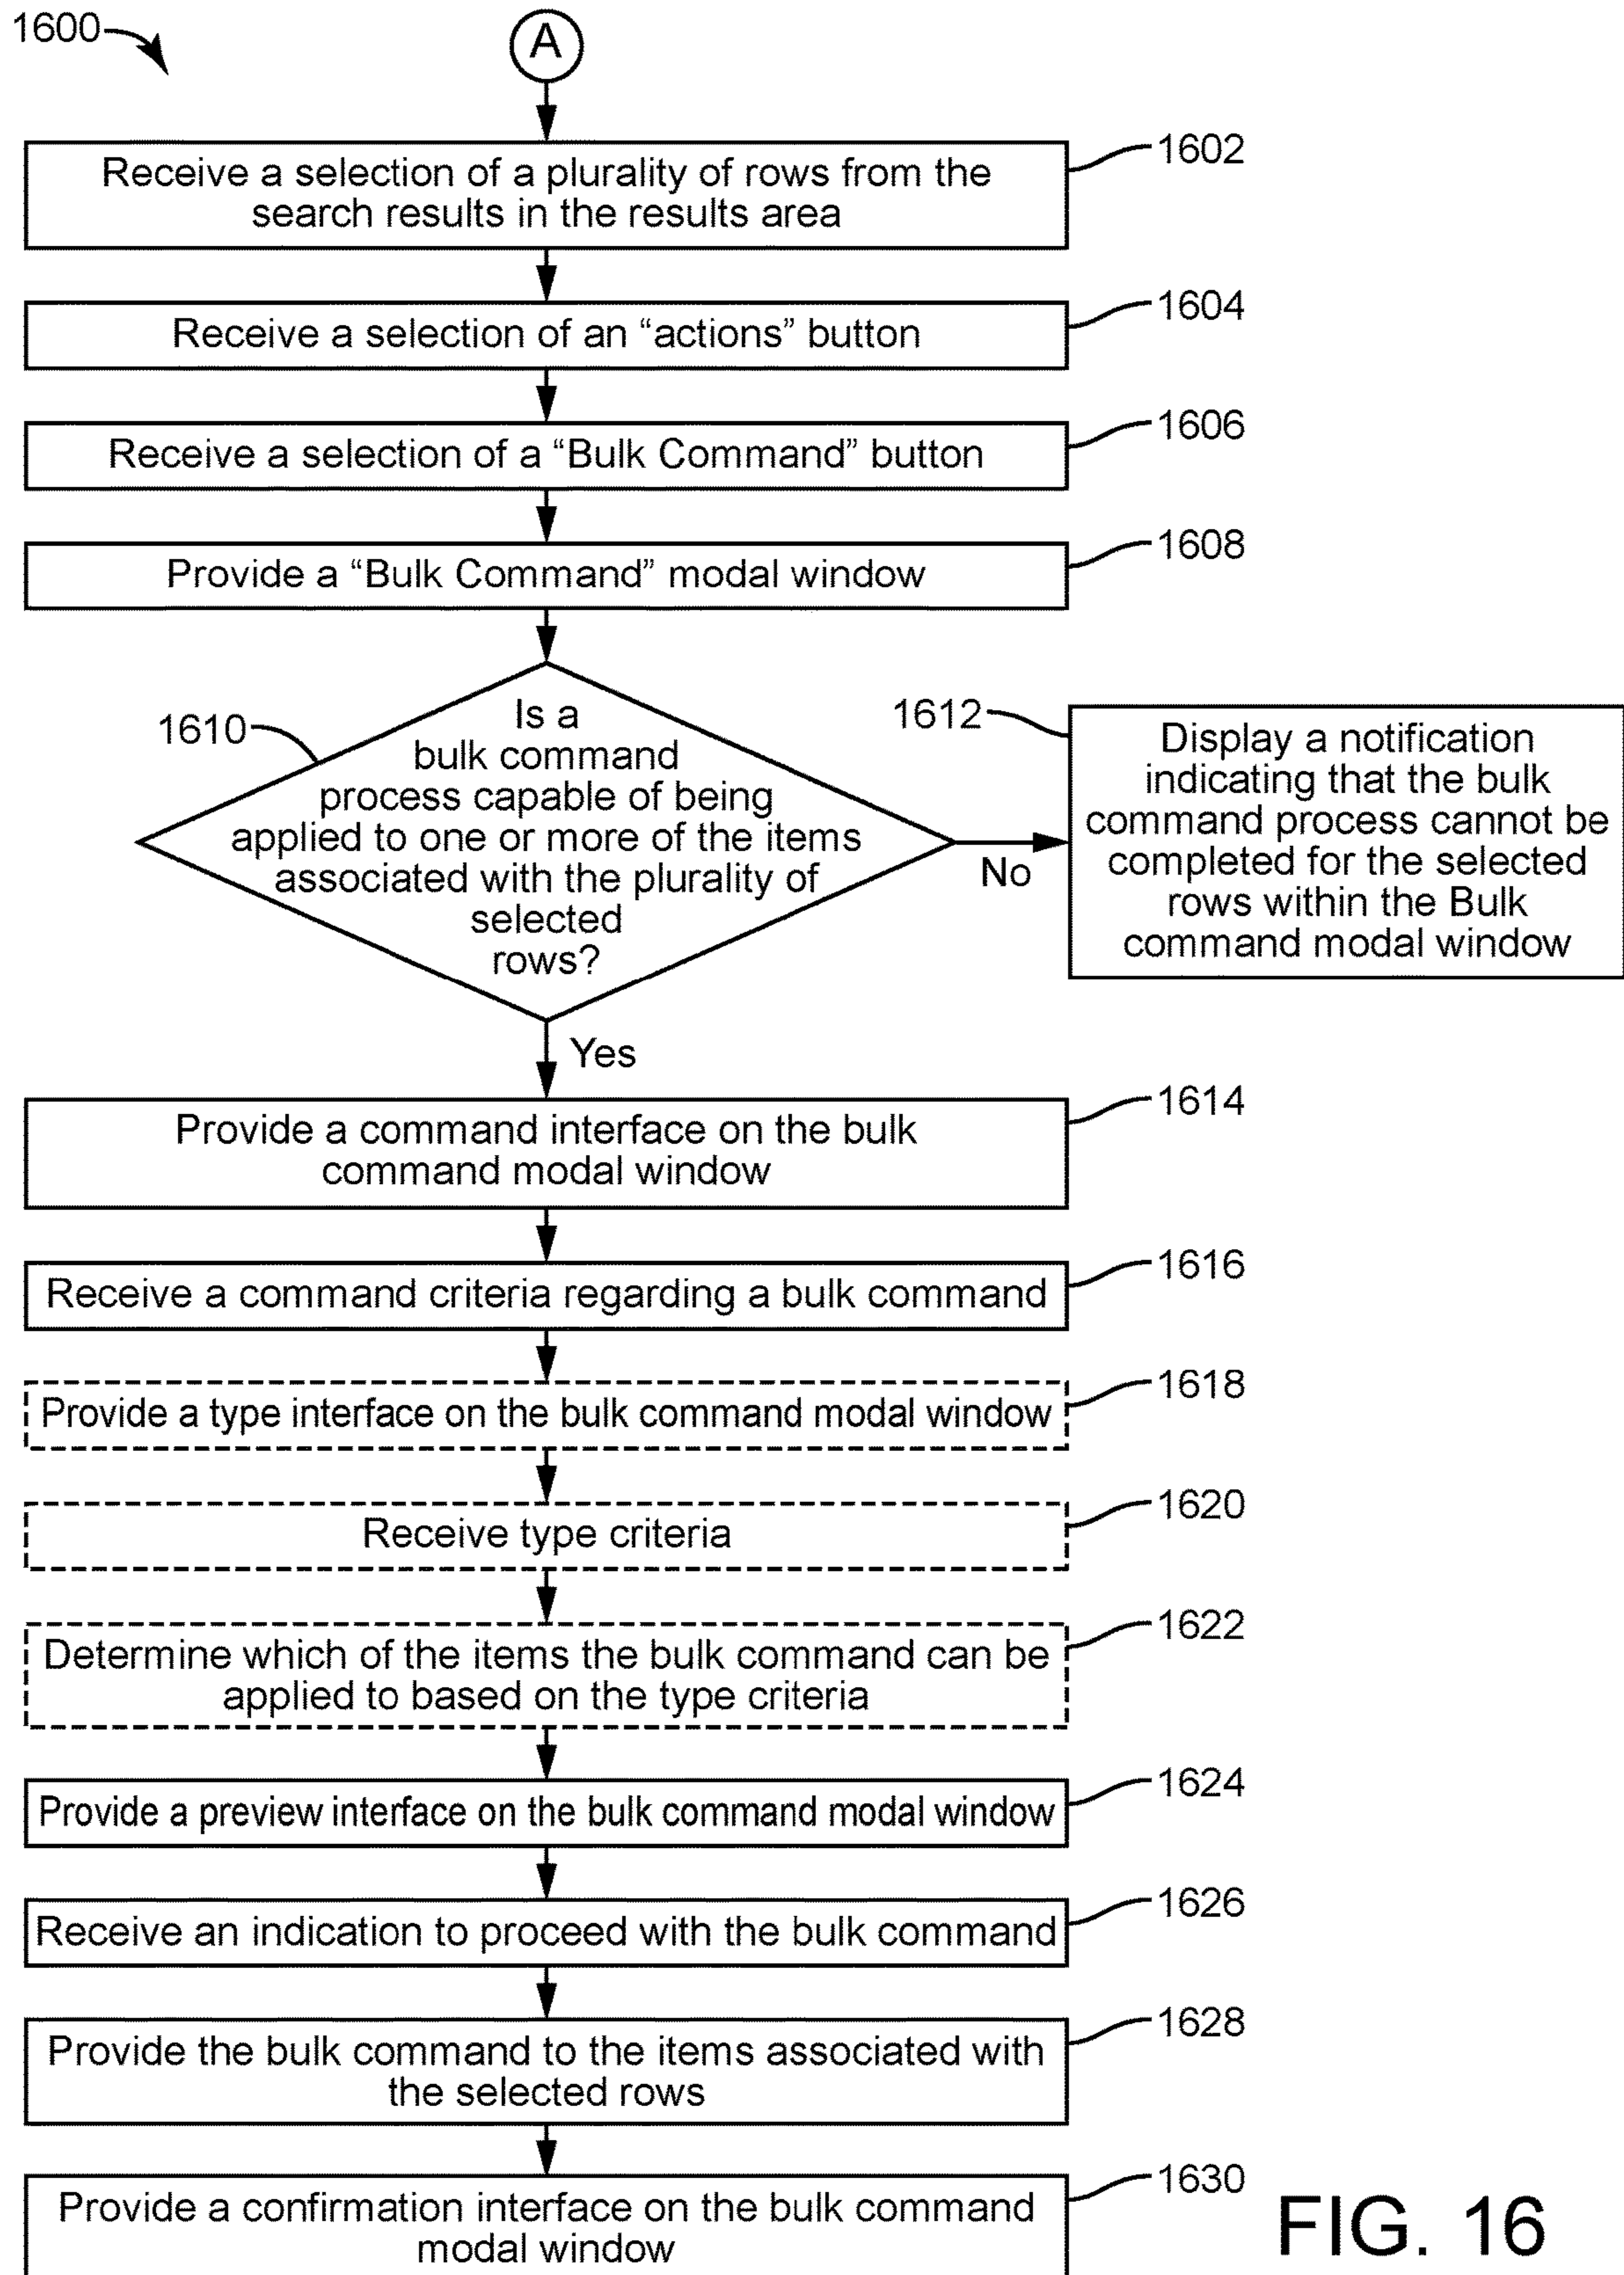 1600
A
Receive a selection of a plurality of rows from the
search results in the results area
1602
Receive a selection of an “actions” button
1604
Receive a selection of a “Bulk Command” button
1606
Provide a “Bulk Command” modal window
1608
1610
Is a
bulk command
process capable of being
applied to one or more of the items
associated with the plurality of
selected
rows?
No
1612
Display a notification
indicating that the bulk
command process cannot be
completed for the selected
rows within the Bulk
command modal window
Yes
Provide a command interface on the bulk
command modal window
1614
Receive a command criteria regarding a bulk command
1616
Provide a type interface on the bulk command modal window
1618
Receive type criteria
1620
Determine which of the items the bulk command can be
applied to based on the type criteria
1622
Provide a preview interface on the bulk command modal window
1624
Receive an indication to proceed with the bulk command
1626
Provide the bulk command to the items associated with
the selected rows
1628
Provide a confirmation interface on the bulk command
modal window
1630
FIG. 16